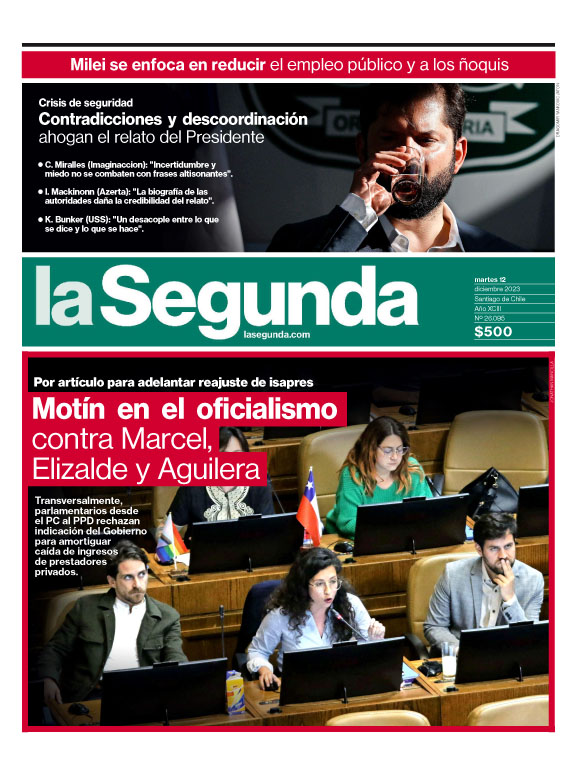 Milei se enfoca en reducir el empleo público y a los ñoquis
Crisis de seguridad
Contradicciones y descoordinación
ahogan el relato del Presidente
• C. Miralles (Imaginaccion): "Incertidumbre y
miedo no se combaten con frases altisonantes".
• I. Mackinonn (Azerta): "La biografía de las
autoridades daña la credibilidad del relato".
• K. Bunker (USS): "Un desacople entre lo que
se dice y lo que se hace".
la Segunda
lasegunda.com
martes 12
diciembre 2023
Santiago de Chile
Año XCIII
Nº 26.095
$500
Por artículo para adelantar reajuste de isapres
Motín en el oficialismo
contra Marcel,
Elizalde y Aguilera
Transversalmente,
parlamentarios desde
el PC al PPD rechazan
indicación del Gobierno
para amortiguar
caída de ingresos
de prestadores
privados.